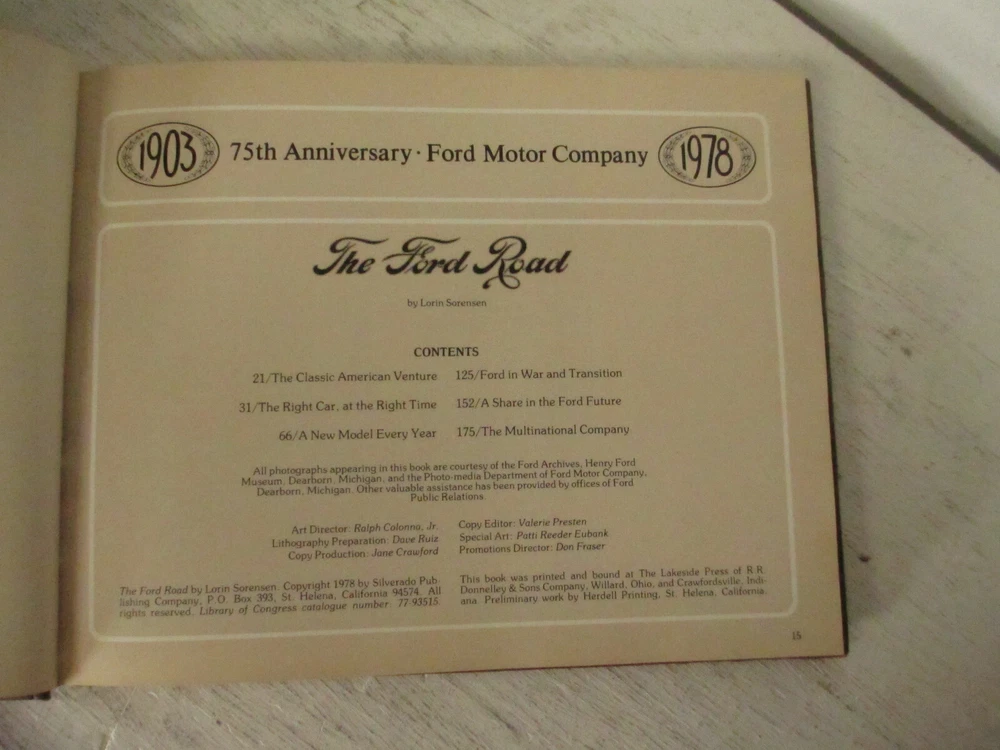 1903 75th Anniversary · Ford Motor Company 1978
The Ford Road
by Lorin Sorensen
CONTENTS
21/The Classic American Venture
31/The Right Car, at the Right Time
66/A New Model Every Year
125/Ford in War and Transition
152/A Share in the Ford Future
175/The Multinational Company
All photographs appearing in this book are courtesy of the Ford Archives, Henry Ford
Museum, Dearborn, Michigan, and the Photo-media Department of Ford Motor Company,
Dearborn, Michigan. Other valuable assistance has been provided by offices of Ford
Public Relations.
Art Director: Ralph Colonna, Jr.
Lithography Preparation: Dave Ruiz
Copy Production: Jane Crawford
Copy Editor: Valerie Presten
Special Art: Patti Reeder Eubank
Promotions Director: Don Fraser
The Ford Road by Lorin Sorensen. Copyright 1978 by Silverado Pub-
lishing Company, P.O. Box 393, St. Helena, California 94574. All
rights reserved. Library of Congress catalogue number: 77-93515.
This book was printed and bound at The Lakeside Press of R.R.
Donnelley & Sons Company, Willard, Ohio, and Crawfordsville, Indi-
ana. Preliminary work by Herdell Printing, St. Helena, California.
15